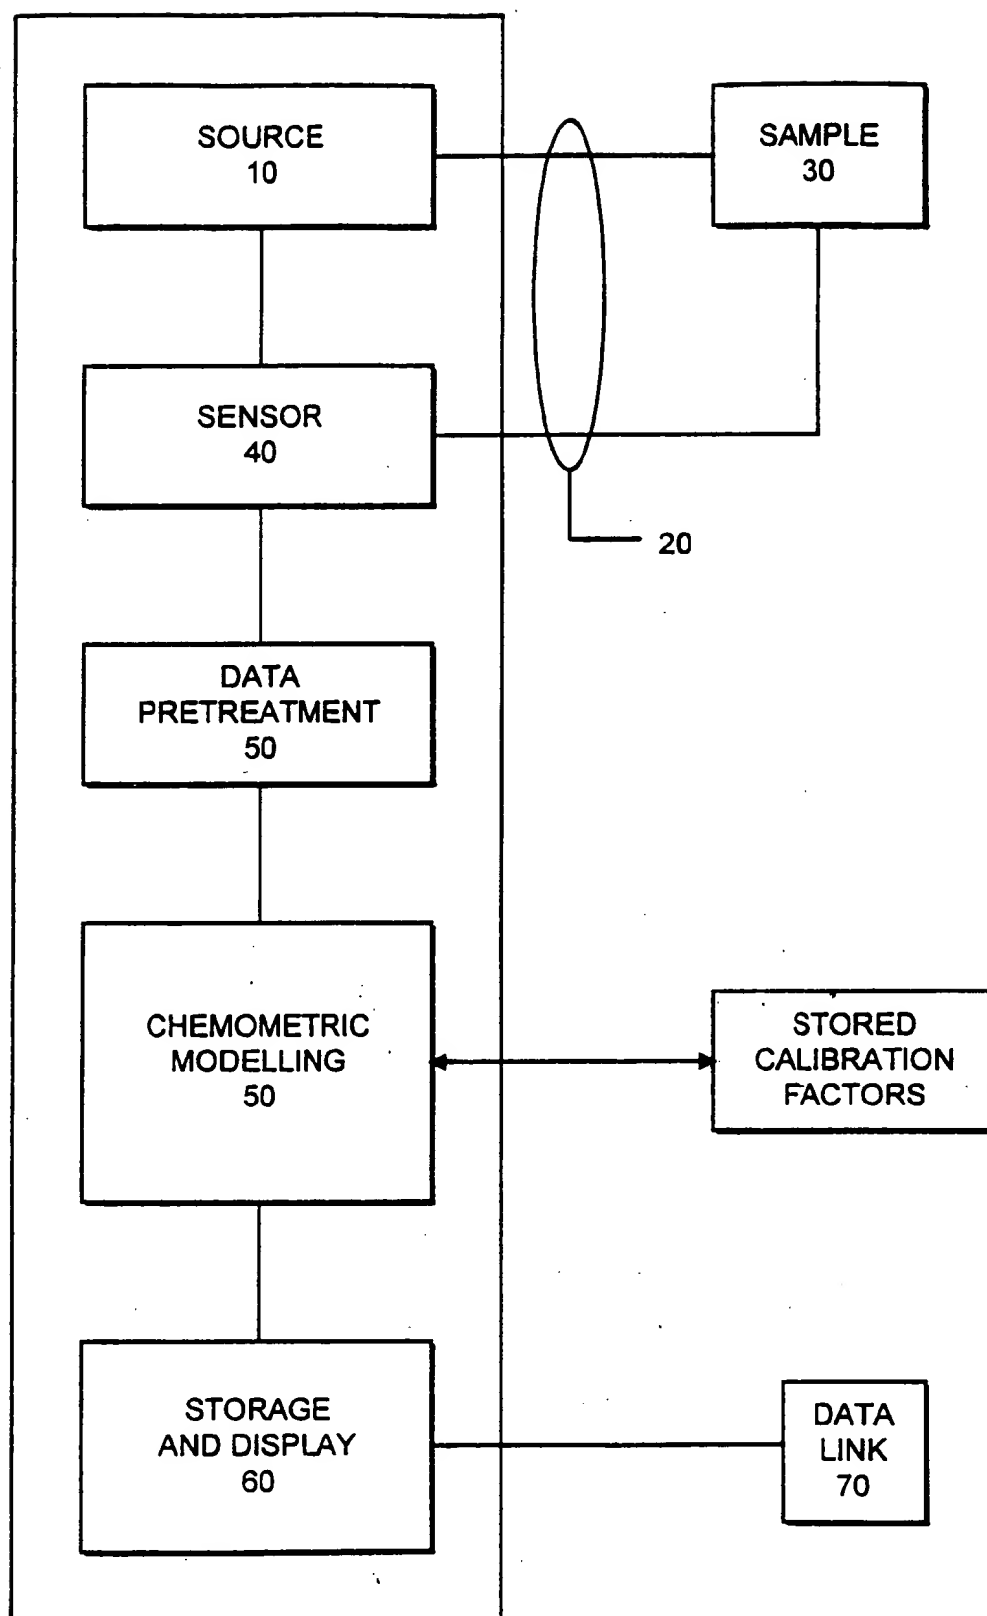 SOURCE
10
SAMPLE
30
SENSOR
40
20
DATA
PRETREATMENT
50
CHEMOMETRIC
MODELLING
50
STORED
CALIBRATION
FACTORS
STORAGE
AND DISPLAY
60
DATA
LINK
70